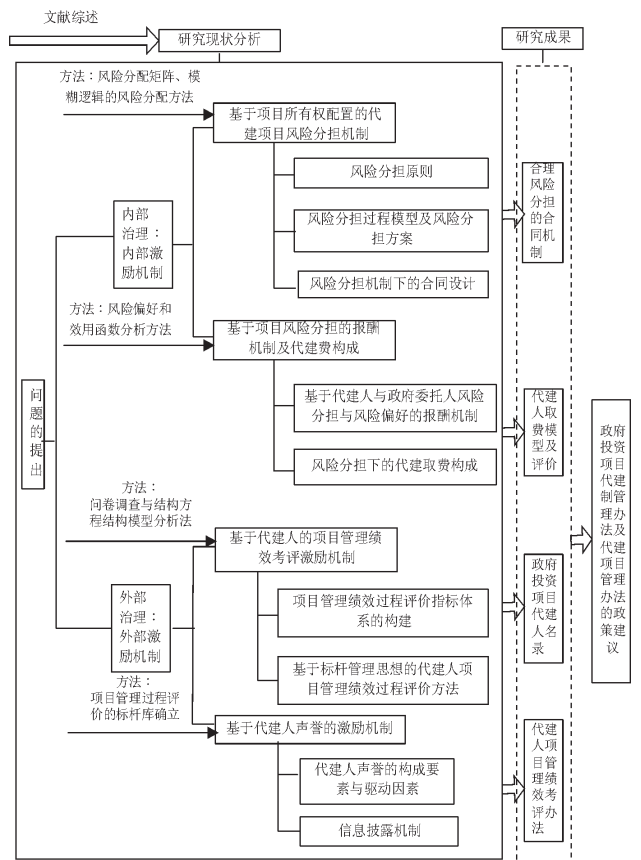 文献综述
研究现状分析
研究成果
方法：风险分配矩阵、模
糊逻辑的风险分配方法
基于项目所有权配置的代
建项目风险分担机制
风险分担原则
风险分担过程模型及风险分
担方案
风险分担机制下的合同设计
合理
风险
分担
的合
同机
制
内部
治理：
内部激
励机制
方法：风险偏好和
效用函数分析方法
基于项目风险分担的报酬
机制及代建费构成
基于代建人与政府委托人风险
分担与风险偏好的报酬机制
风险分担下的代建取费构成
代建
人取
费模
型及
评价
问
题
的
提
出
方法：
问卷调查与结构方
程结构模型分析法
基于代建人的项目管理绩
效考评激励机制
项目管理绩效过程评价指标体
系的构建
基于标杆管理思想的代建人项
目管理绩效过程评价方法
政府
投资
项目
代建
人名
录
外部
治理：
外部激
励机制
方法：
项目管理过程评
价的标杆库确立
基于代建人声誉的激励机制
代建人声誉的构成要
素与驱动因素
信息披露机制
代建
人项
目管
理绩
效考
评办
法
政府
投资
项目
代建
制管
理办
法及
代建
项目
管理
办法
的政
策建
议